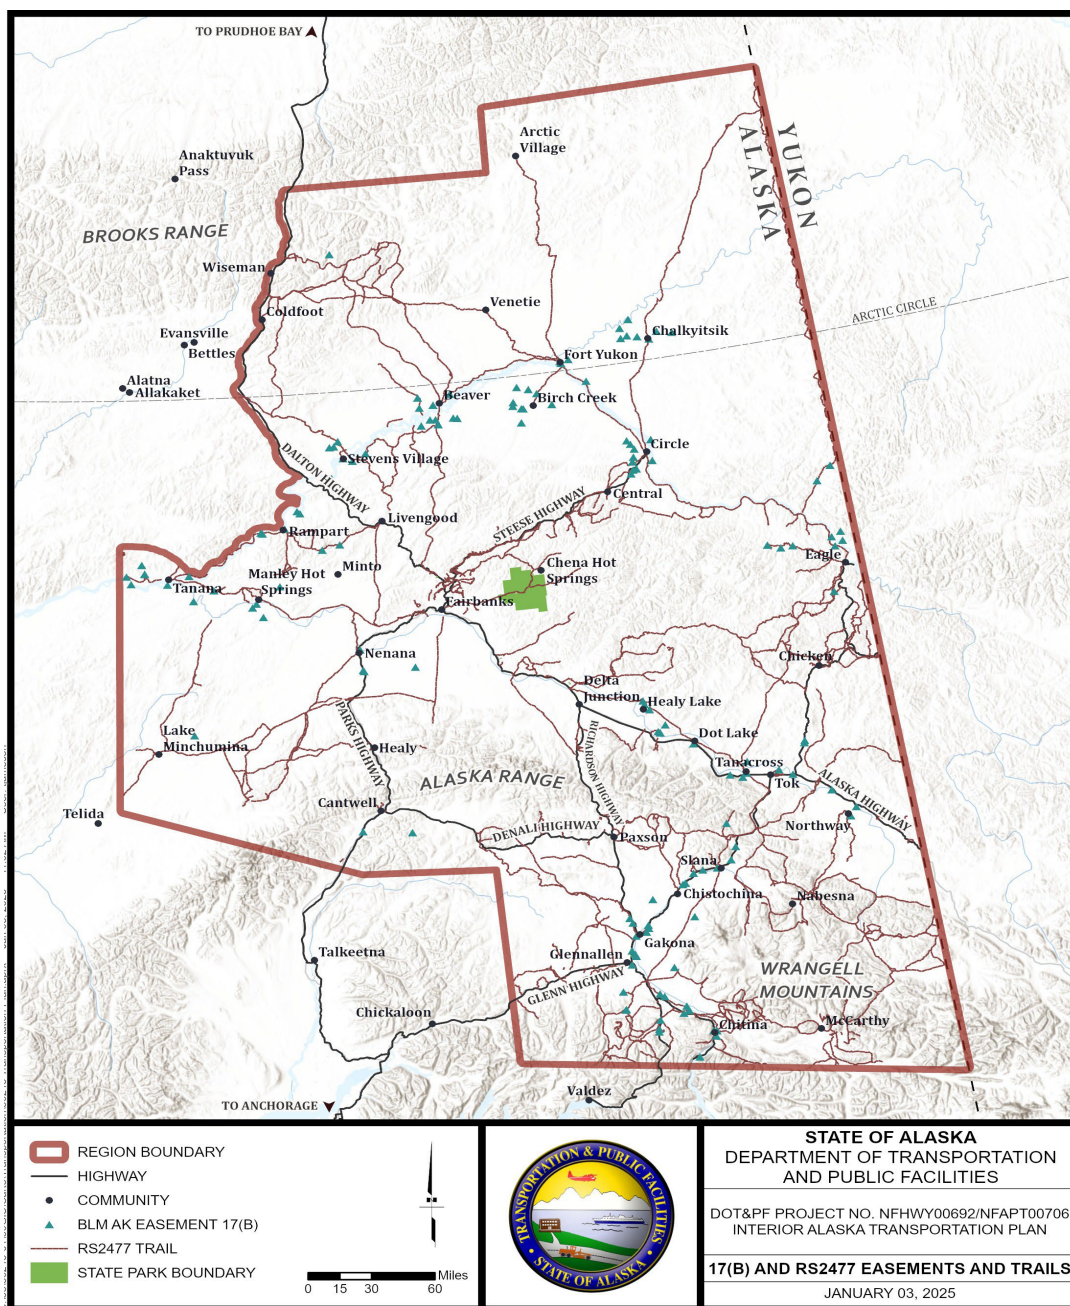 TO PRUDHOE BAY
Arctic
Village
Anaktuvuk
Pass
YUKON
ALASKA
BROOKS RANGE
Wiseman
Venetie
ARCTIC CIRCLE
Coldfoot
Chalkyitsik
Evansville
Bettles
Fort Yukon
Alatna
Allakaket
Beaver
Birch Creek
Circle
Stevens Village
DALTON HIGHWAY
Central
STEESE HIGHWAY
Livengood
Rampart
Eagle
Chena Hot
Springs
Minto
Manley Hot
Springs
Tanana
Fairbanks
Nenana
Chicken
Delta
Junction
Healy Lake
PARKS HIGHWAY
RICHARDSON HIGHWAY
Lake
Minchumina
Healy
Dot Lake
Tanacross
Tok
ALASKA RANGE
ALASKA HIGHWAY
Cantwell
Telida
Northway
DENALI HIGHWAY
Paxson
Slana
Chistochina
Nabesna
Gakona
Talkeetna
Glennallen
WRANGELL
MOUNTAINS
GLENN HIGHWAY
Chickaloon
Chitina
McCarthy
Valdez
TO ANCHORAGE
REGION BOUNDARY
HIGHWAY
COMMUNITY
BLM AK EASEMENT 17(B)
RS2477 TRAIL
STATE PARK BOUNDARY
Miles
0 15 30 60
TRANSPORTATION & PUBLIC FACILITIES
STATE OF ALASKA
STATE OF ALASKA
DEPARTMENT OF TRANSPORTATION
AND PUBLIC FACILITIES
DOT&PF PROJECT NO. NFHWY00692/NFAPT00706
INTERIOR ALASKA TRANSPORTATION PLAN
17(B) AND RS2477 EASEMENTS AND TRAILS
JANUARY 03, 2025